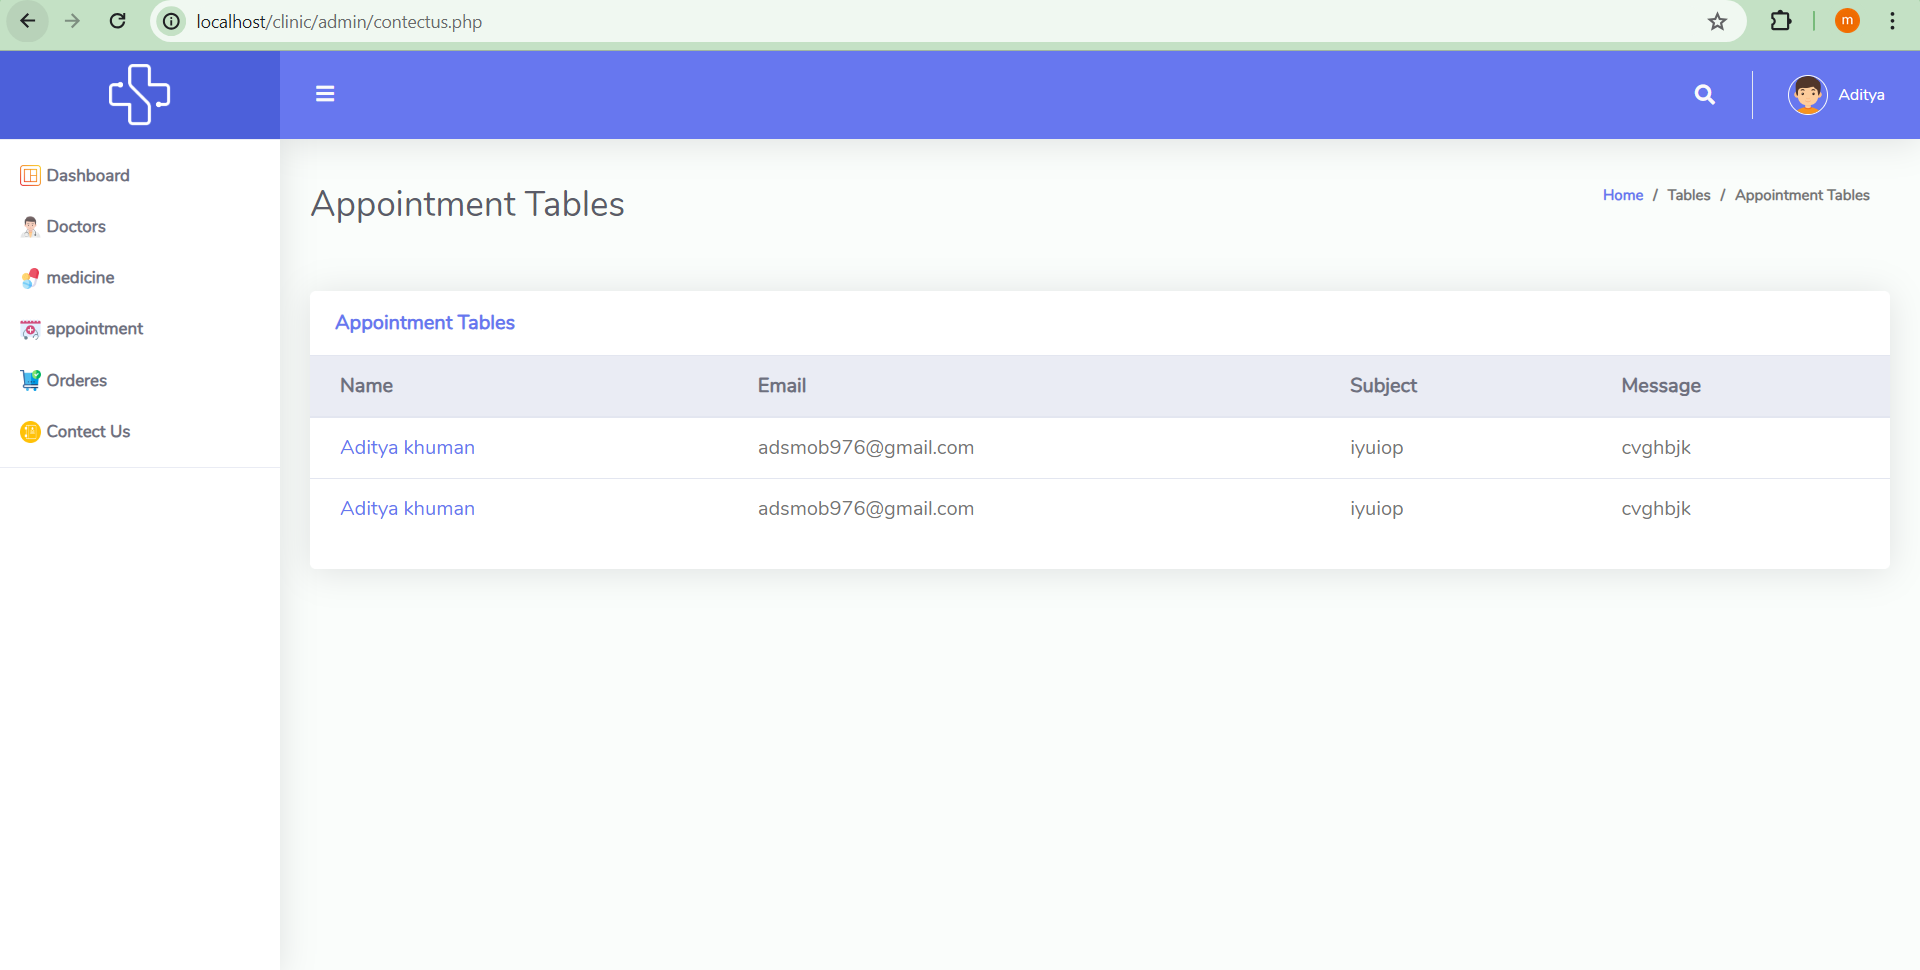 localhost/clinic/admin/contectus.php
m
Aditya
Dashboard
Doctors
medicine
appointment
Orderes
Contect Us
Appointment Tables
Home / Tables / Appointment Tables
Appointment Tables
Name Email Subject Message
Aditya khuman adsmob976@gmail.com iyuiop cvghbjk
Aditya khuman adsmob976@gmail.com iyuiop cvghbjk